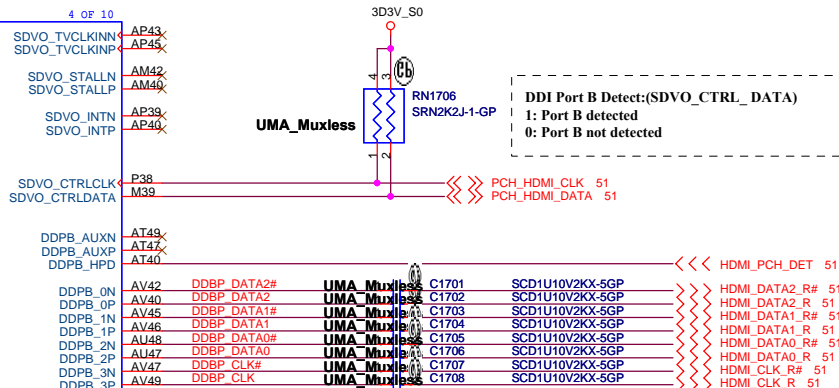 4 OF 10
3D3V_S0
SDVO_TVCLKINN AP43
SDVO_TVCLKINP AP45
SDVO_STALLN AM42
SDVO_STALLP AM40
SDVO_INTN AP39
SDVO_INTP AP40
4 3
RN1706
SRN2K2J-1-GP
UMA_Muxless
1 2
DDI Port B Detect:(SDVO_CTRL_ DATA)
1: Port B detected
0: Port B not detected
SDVO_CTRLCLK P38 PCH_HDMI_CLK 51
SDVO_CTRLDATA M39 PCH_HDMI_DATA 51
DDPB_AUXN AT49
DDPB_AUXP AT47
DDPB_HPD AT40 HDMI_PCH_DET 51
DDPB_0N AV42 DDBP_DATA2# UMA_Muxless C1701 SCD1U10V2KX-5GP HDMI_DATA2_R# 51
DDPB_0P AV40 DDBP_DATA2 UMA_Muxless C1702 SCD1U10V2KX-5GP HDMI_DATA2_R 51
DDPB_1N AV45 DDBP_DATA1# UMA_Muxless C1703 SCD1U10V2KX-5GP HDMI_DATA1_R# 51
DDPB_1P AV46 DDBP_DATA1 UMA_Muxless C1704 SCD1U10V2KX-5GP HDMI_DATA1_R 51
DDPB_2N AU48 DDBP_DATA0# UMA_Muxless C1705 SCD1U10V2KX-5GP HDMI_DATA0_R# 51
DDPB_2P AU47 DDBP_DATA0 UMA_Muxless C1706 SCD1U10V2KX-5GP HDMI_DATA0_R 51
DDPB_3N AV47 DDBP_CLK# UMA_Muxless C1707 SCD1U10V2KX-5GP HDMI_CLK_R# 51
DDPB_3P AV49 DDBP_CLK UMA_Muxless C1708 SCD1U10V2KX-5GP HDMI_CLK_R 51